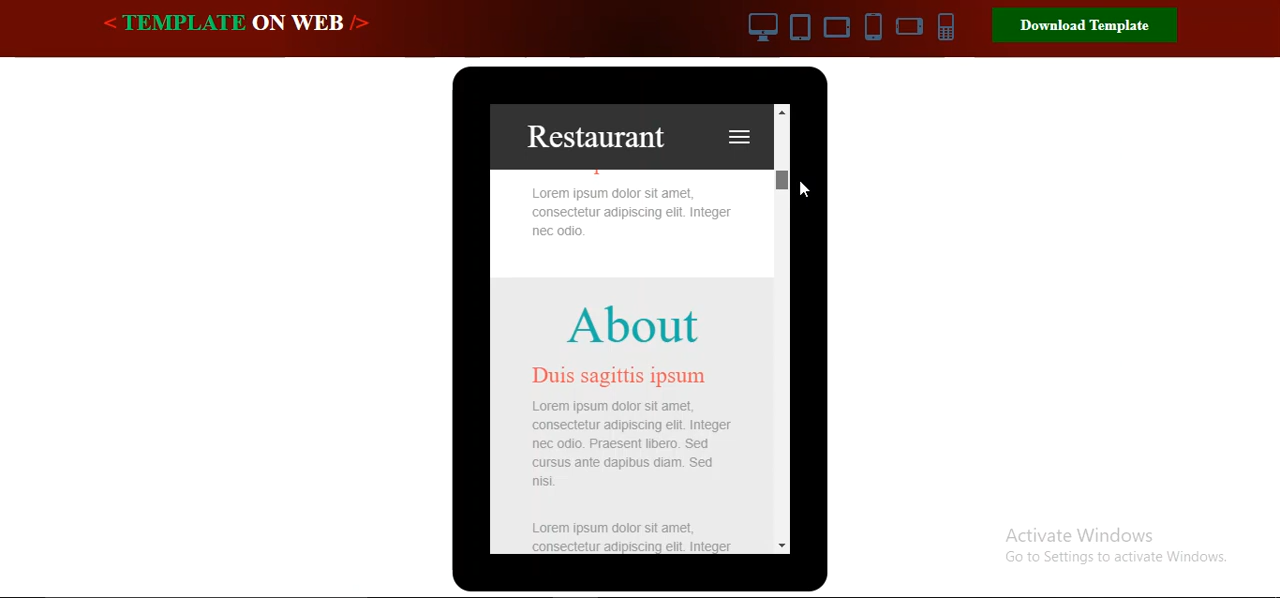 < TEMPLATE ON WEB />
Download Template
Restaurant
Lorem ipsum dolor sit amet,
consectetur adipiscing elit. Integer
nec odio.
About
Duis sagittis ipsum
Lorem ipsum dolor sit amet,
consectetur adipiscing elit. Integer
nec odio. Praesent libero. Sed
cursus ante dapibus diam. Sed
nisi.
Lorem ipsum dolor sit amet,
consectetur adipiscing elit. Integer
Activate Windows
Go to Settings to activate Windows.